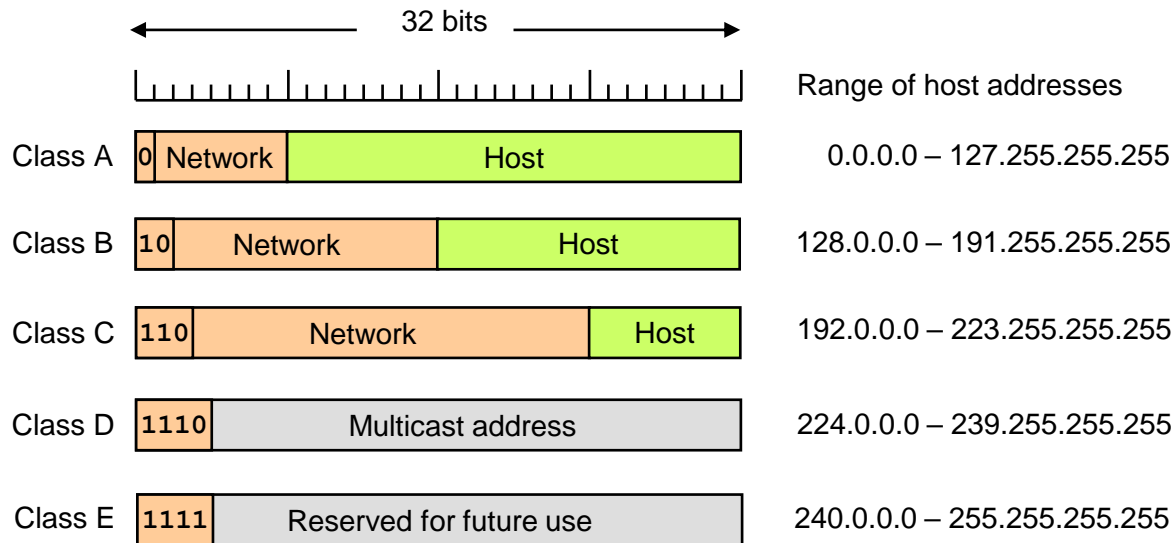 32 bits
Range of host addresses
Class A 0 Network Host 0.0.0.0 – 127.255.255.255
Class B 10 Network Host 128.0.0.0 – 191.255.255.255
Class C 110 Network Host 192.0.0.0 – 223.255.255.255
Class D 1110 Multicast address 224.0.0.0 – 239.255.255.255
Class E 1111 Reserved for future use 240.0.0.0 – 255.255.255.255